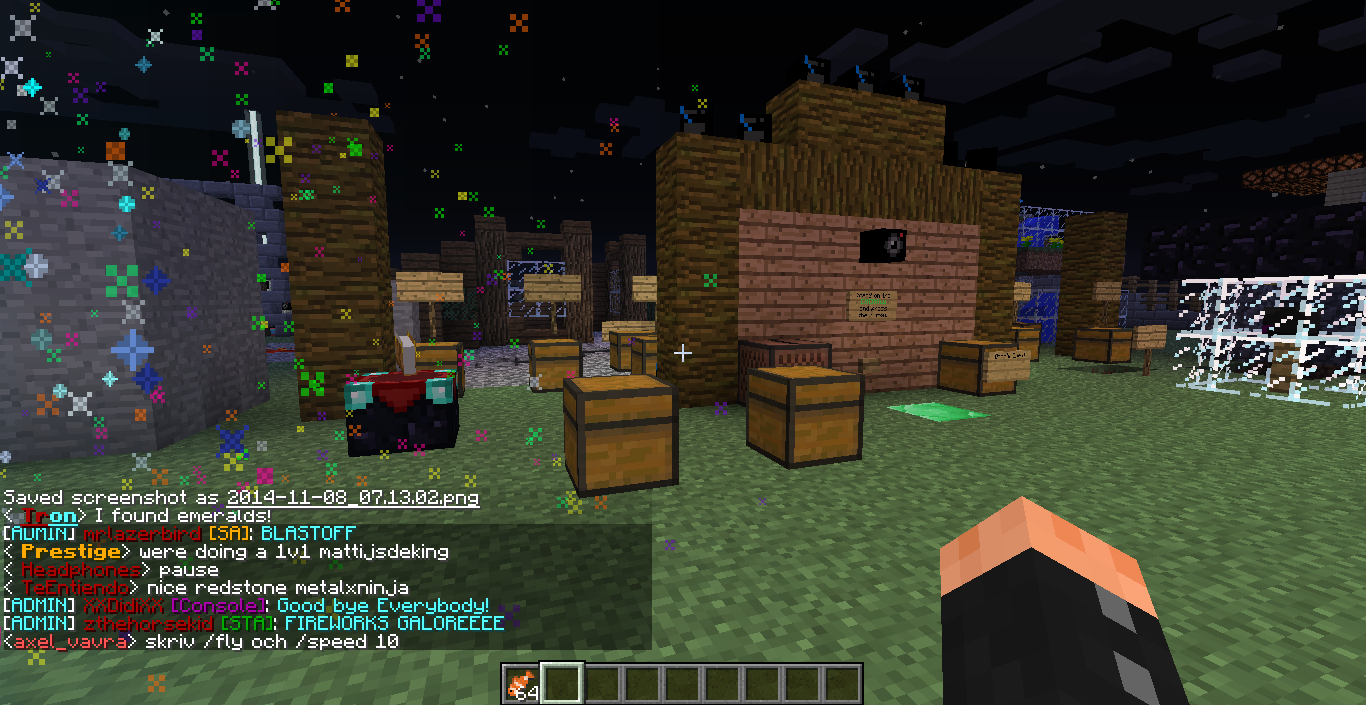 and press
Saved screenshot as 2014-11-08_07.13.02.png
< Tron> I found emeralds!
[ADMIN] mrlazerbird [SA]: BLASTOFF
< Prestige> were doing a 1v1 mattijsdeking
< Headphones> pause
< TeEntiendo> nice redstone metalxninja
[ADMIN] XXDidiXX [Console]: Good bye Everybody!
[ADMIN] zthehorsekid [STA]: FIREWORKS GALOREEEE
<axel_vavra> skriv /fly och /speed 10
64